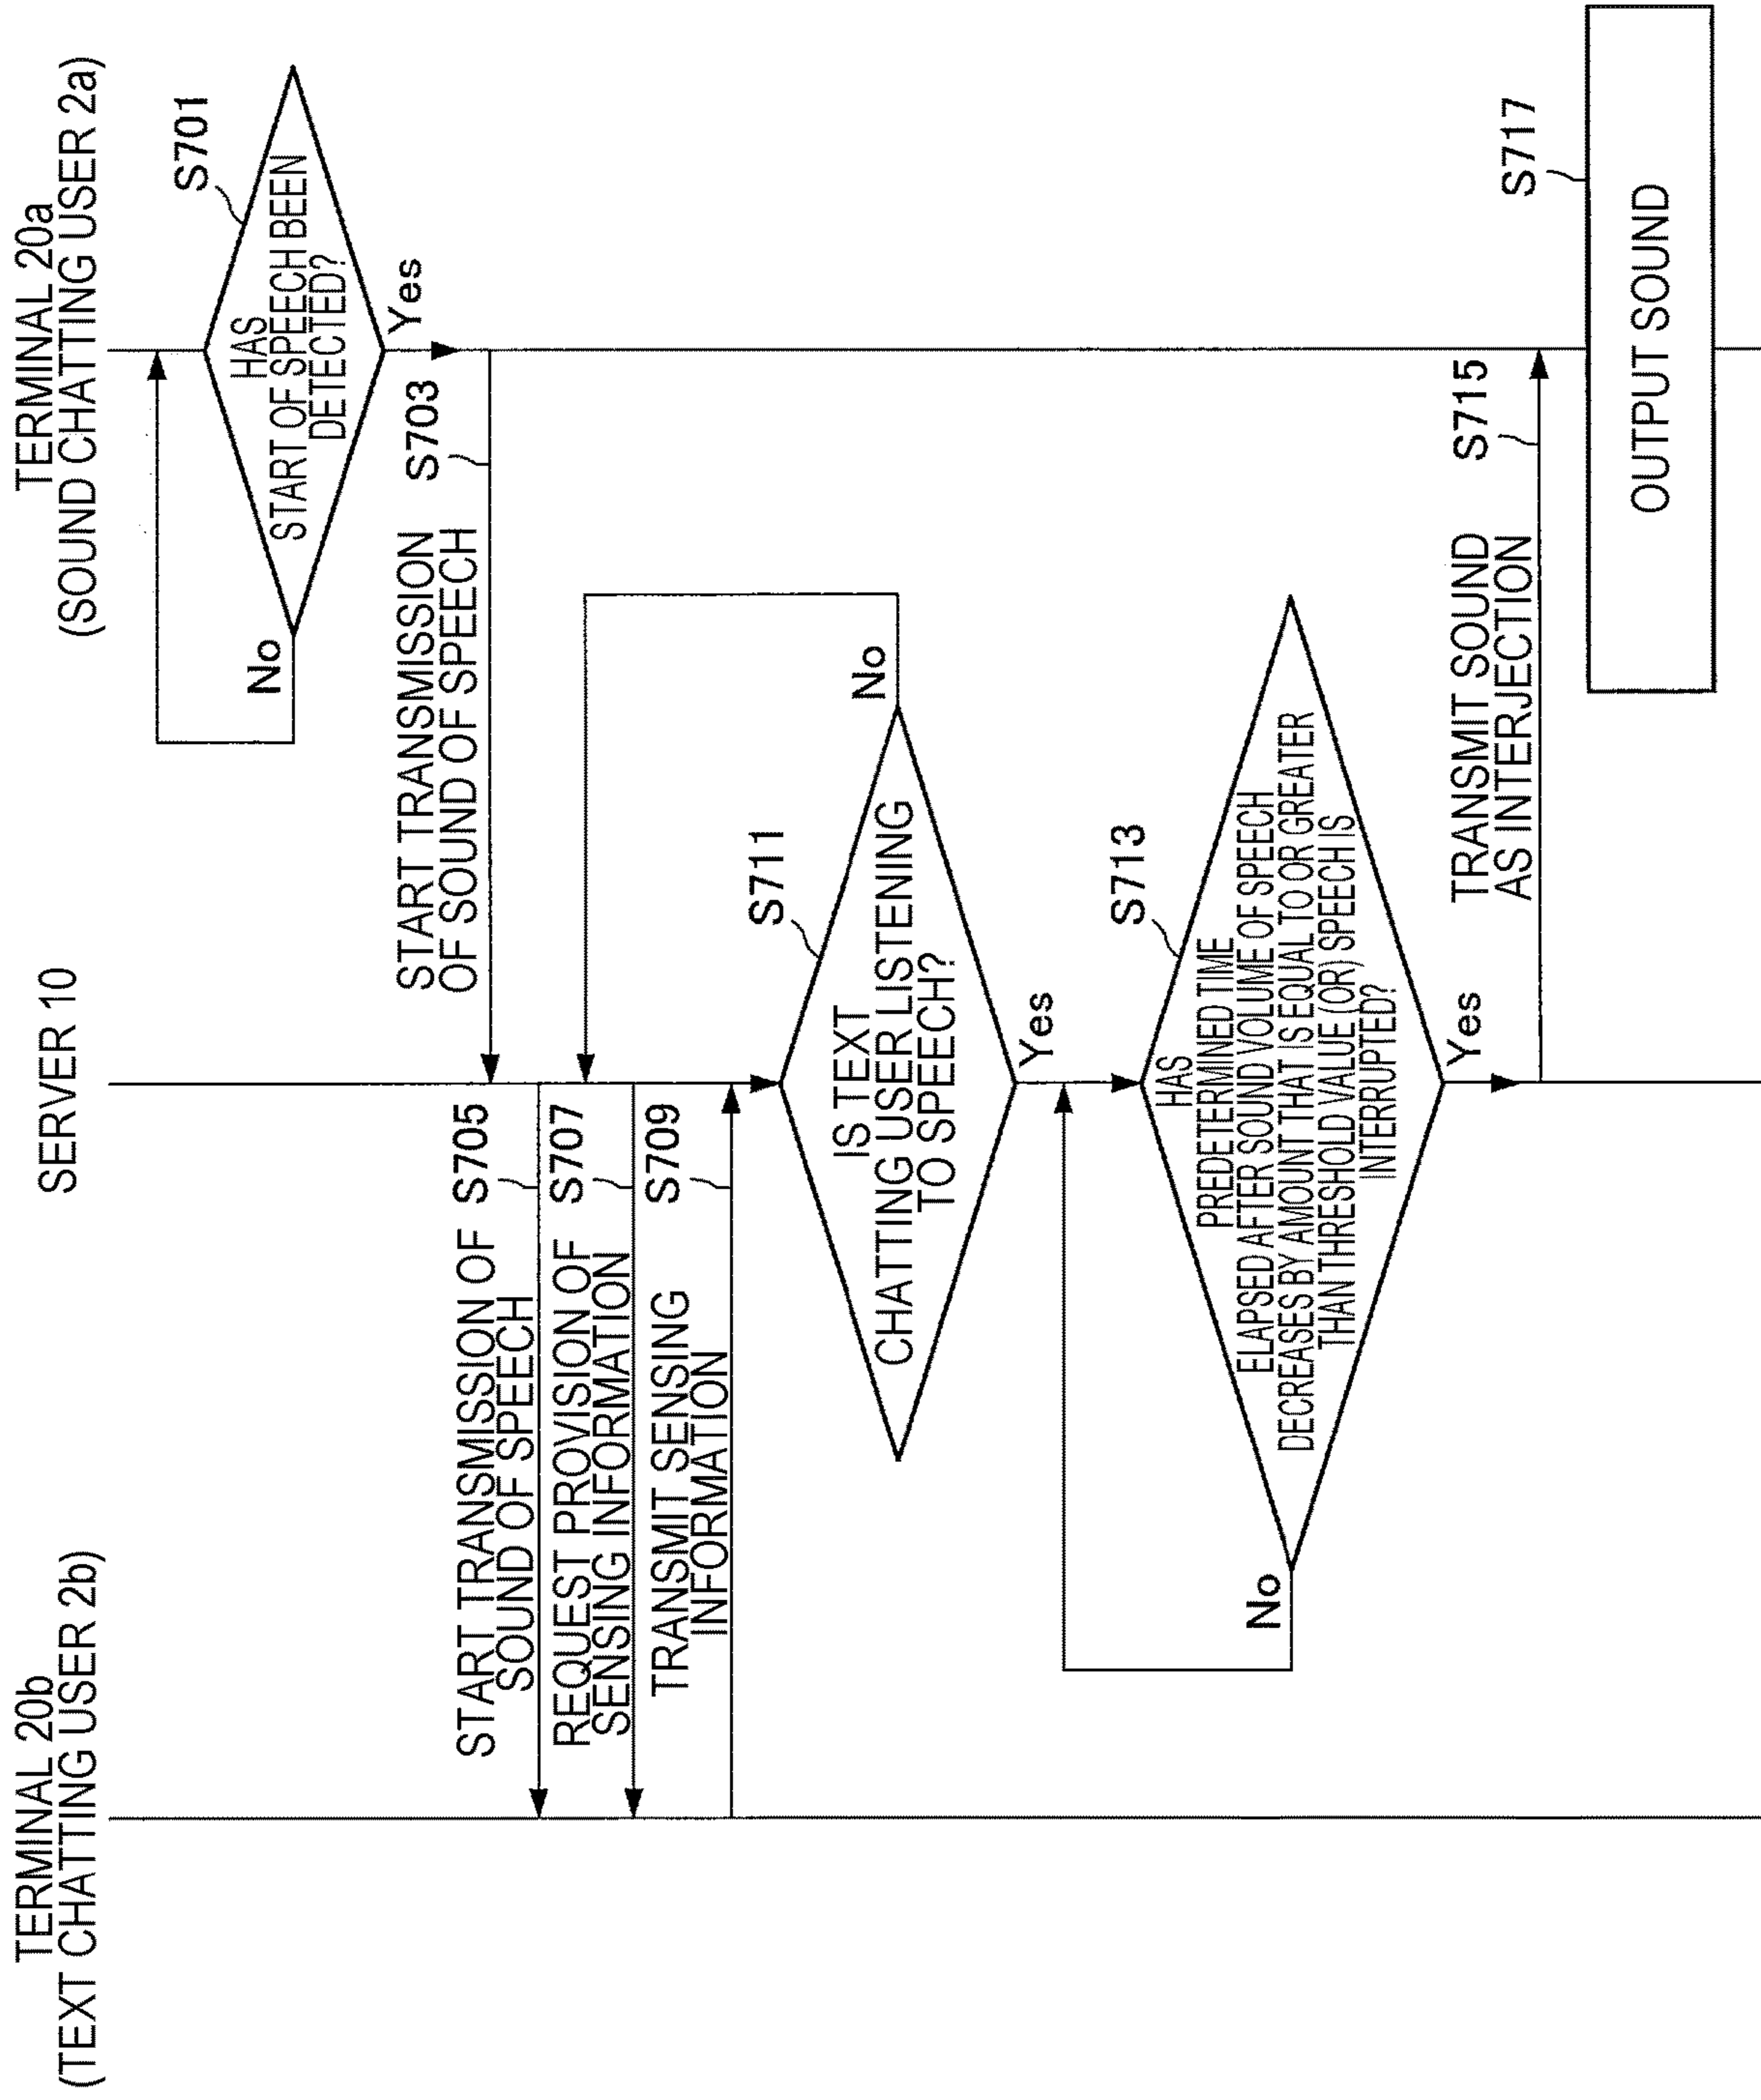 TERMINAL 20b
(TEXT CHATTING USER 2b)
SERVER 10
TERMINAL 20a
(SOUND CHATTING USER 2a)
S701
HAS
START OF SPEECH BEEN
DETECTED?
No
Yes
S703
START TRANSMISSION
OF SOUND OF SPEECH
START TRANSMISSION OF
SOUND OF SPEECH
S705
REQUEST PROVISION OF
SENSING INFORMATION
S707
TRANSMIT SENSING
INFORMATION
S709
S711
IS TEXT
CHATTING USER LISTENING
TO SPEECH?
No
Yes
S713
HAS
PREDETERMINED TIME
ELAPSED AFTER SOUND VOLUME OF SPEECH
DECREASES BY AMOUNT THAT IS EQUAL TO OR GREATER
THAN THRESHOLD VALUE (OR) SPEECH IS
INTERRUPTED?
No
Yes
TRANSMIT SOUND
AS INTERJECTION
S715
S717
OUTPUT SOUND